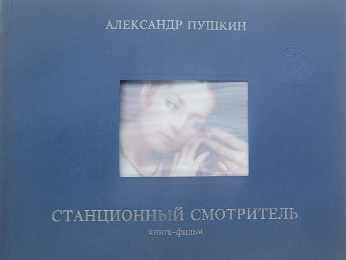 АЛЕКСАНДР ПУШКИН
СТАНЦИОННЫЙ СМОТРИТЕЛЬ
книга-фильм